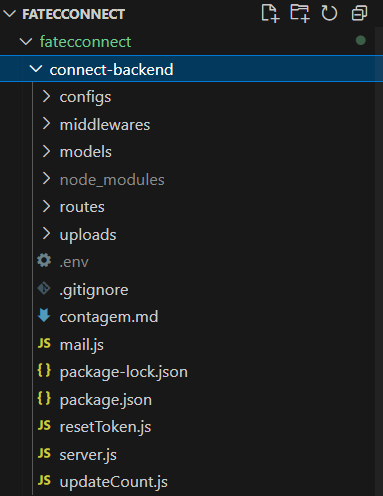 FATECCONNECT
fatecconnect
connect-backend
configs
middlewares
models
node_modules
routes
uploads
.env
.gitignore
contagem.md
JS mail.js
{} package-lock.json
{} package.json
JS resetToken.js
JS server.js
JS updateCount.js